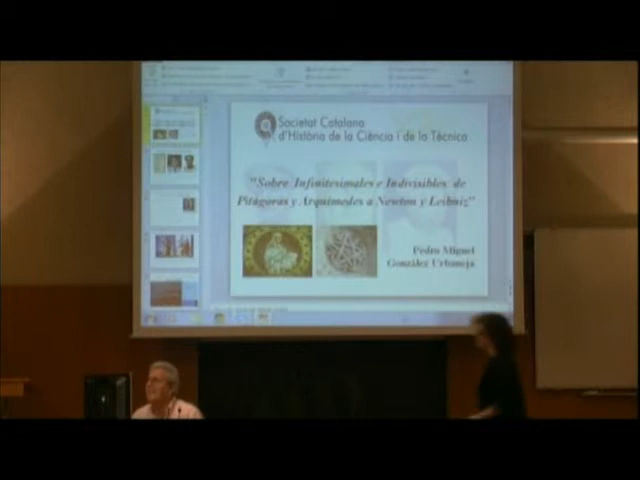 Societat Catalana
d'Història de la Ciència i de la Tècnica
"Sobre Infinitesimales e Indivisibles de
Pitágoras y Arquímedes a Newton y Leibniz"
Pedro Miguel
González Urbaneja